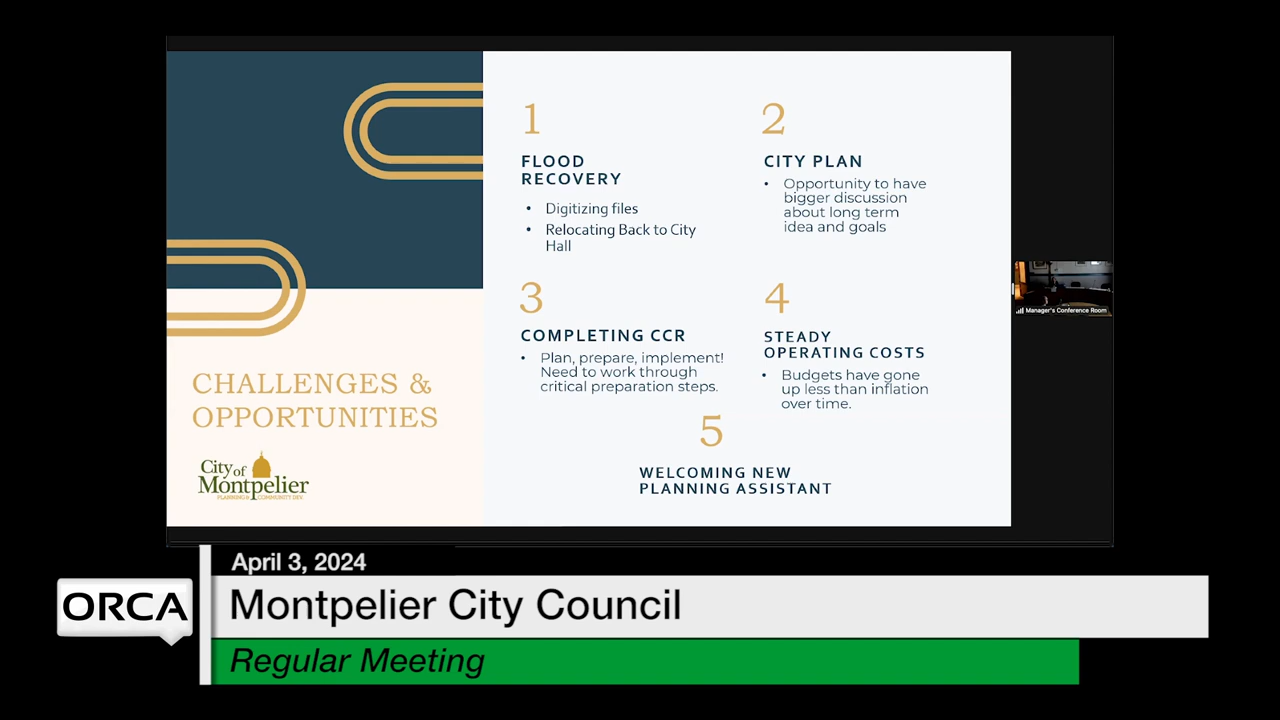 1
FLOOD
RECOVERY
• Digitizing files
• Relocating Back to City
Hall
2
CITY PLAN
• Opportunity to have
bigger discussion
about long term
idea and goals
3
COMPLETING CCR
• Plan, prepare, implement!
Need to work through
critical preparation steps.
4
STEADY
OPERATING COSTS
• Budgets have gone
up less than inflation
over time.
5
WELCOMING NEW
PLANNING ASSISTANT
CHALLENGES &
OPPORTUNITIES
City of
Montpelier
PLANNING & COMMUNITY DEV.
Manager's Conference Room
April 3, 2024
ORCA
Montpelier City Council
Regular Meeting